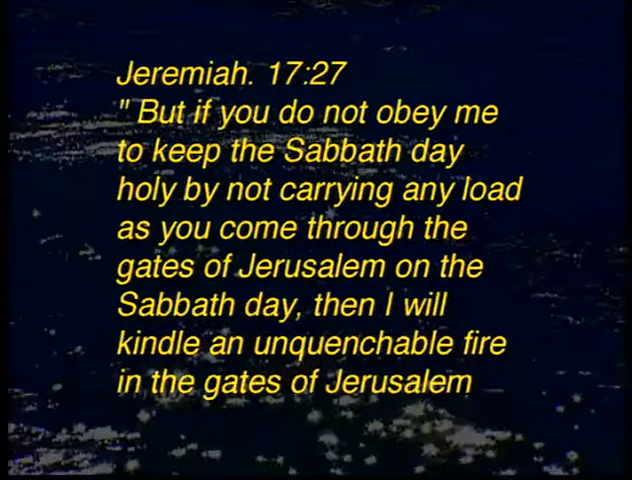 Jeremiah. 17:27
" But if you do not obey me
to keep the Sabbath day
holy by not carrying any load
as you come through the
gates of Jerusalem on the
Sabbath day, then I will
kindle an unquenchable fire
in the gates of Jerusalem